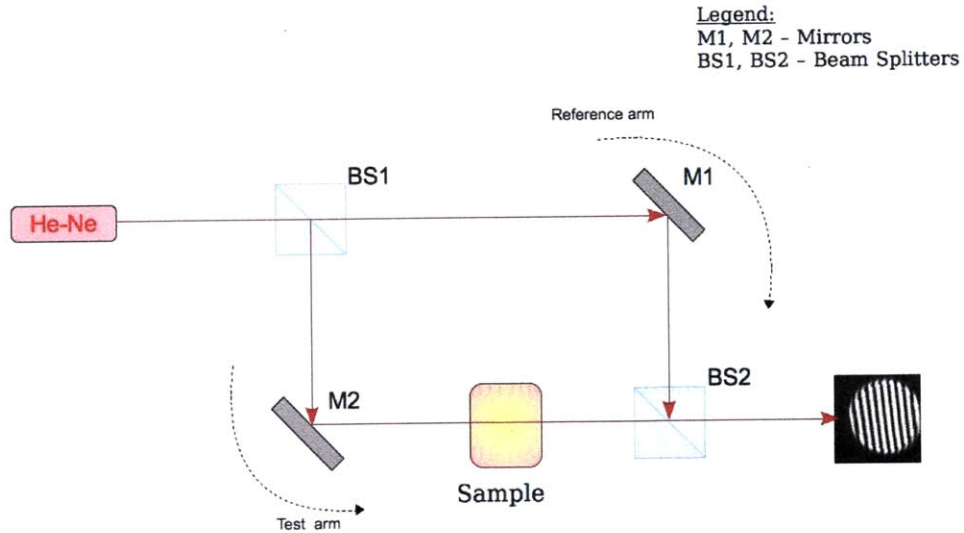 Legend:
M1, M2 – Mirrors
BS1, BS2 – Beam Splitters
Reference arm
BS1
M1
He-Ne
M2
BS2
Sample
Test arm